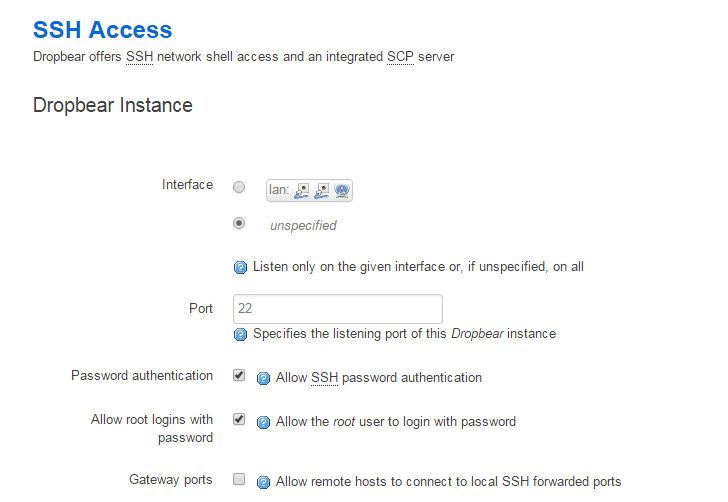 SSH Access
Dropbear offers SSH network shell access and an integrated SCP server
Dropbear Instance
Interface
lan:
unspecified
Listen only on the given interface or, if unspecified, on all
Port
22
Specifies the listening port of this Dropbear instance
Password authentication
Allow SSH password authentication
Allow root logins with
password
Allow the root user to login with password
Gateway ports
Allow remote hosts to connect to local SSH forwarded ports